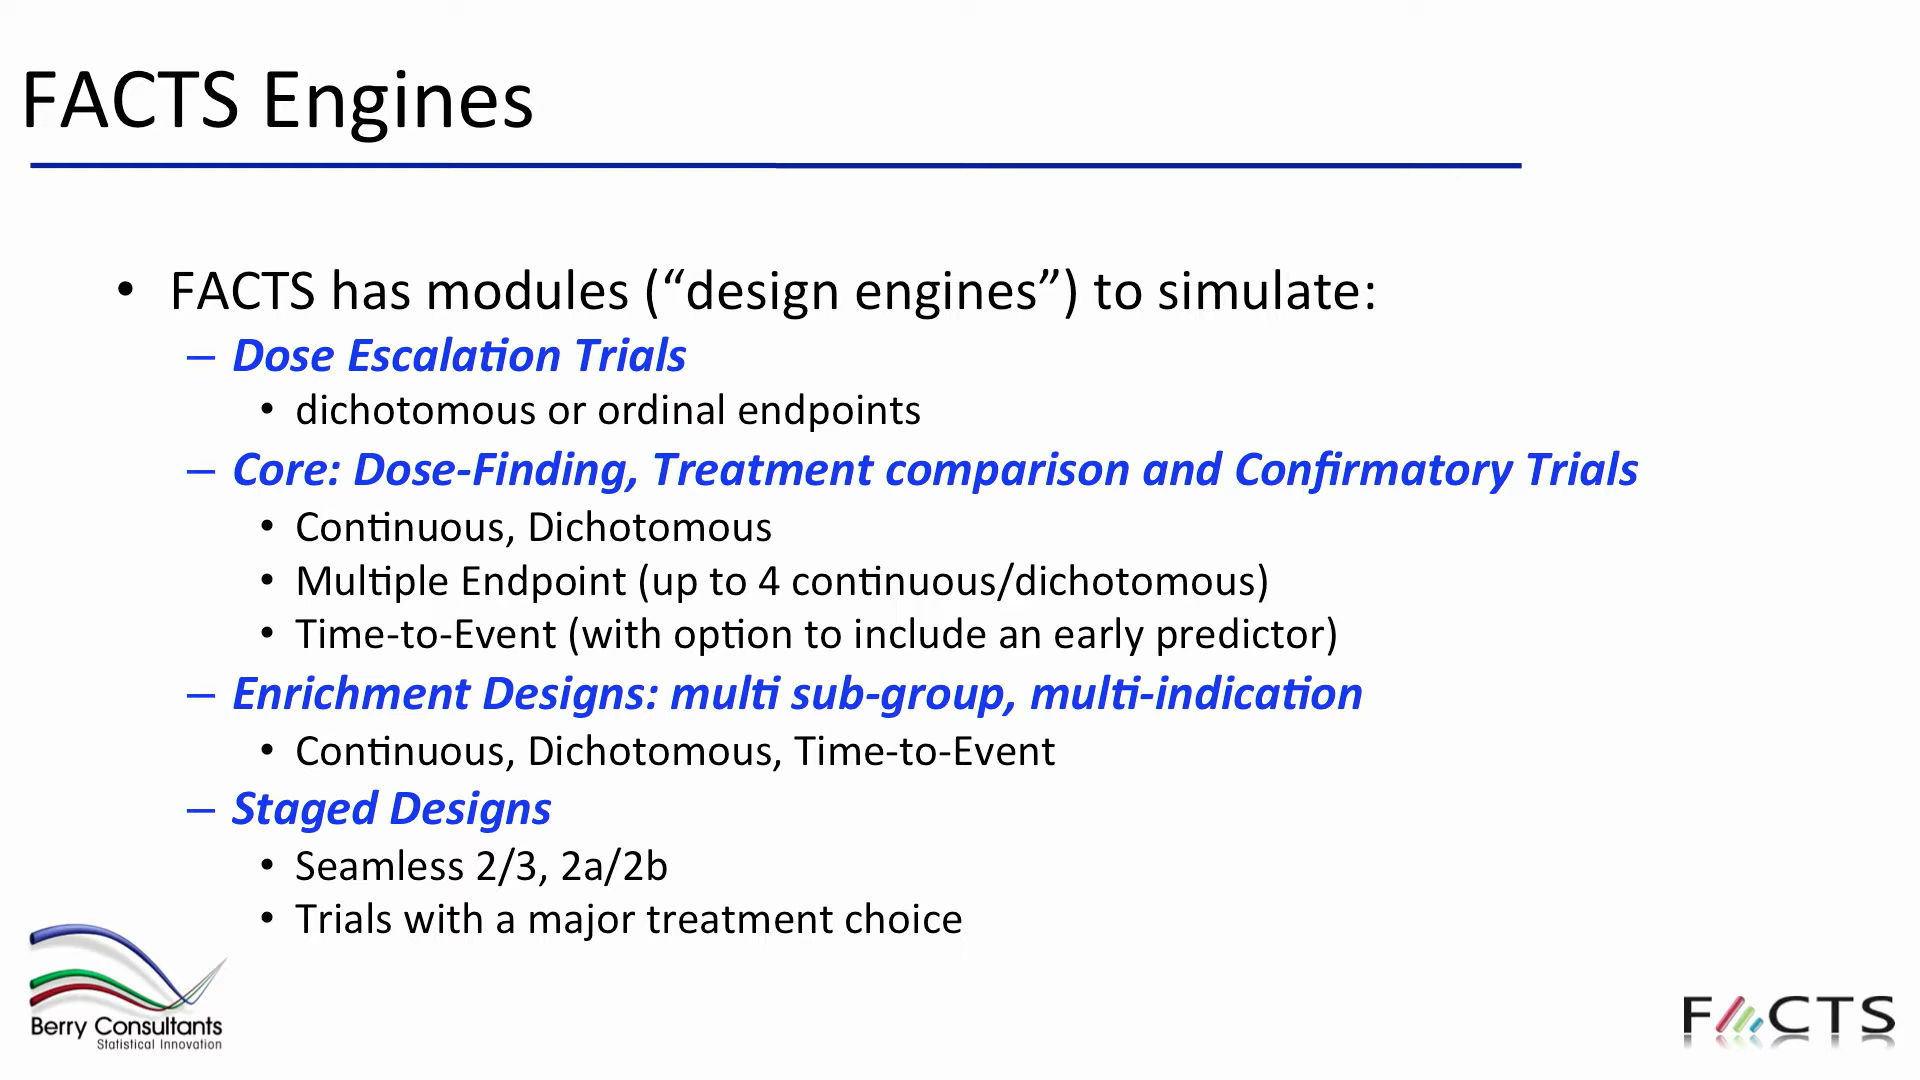 FACTS Engines
• FACTS has modules (“design engines”) to simulate:
– Dose Escalation Trials
• dichotomous or ordinal endpoints
– Core: Dose-Finding, Treatment comparison and Confirmatory Trials
• Continuous, Dichotomous
• Multiple Endpoint (up to 4 continuous/dichotomous)
• Time-to-Event (with option to include an early predictor)
– Enrichment Designs: multi sub-group, multi-indication
• Continuous, Dichotomous, Time-to-Event
– Staged Designs
• Seamless 2/3, 2a/2b
• Trials with a major treatment choice
Berry Consultants
Statistical Innovation
FACTS